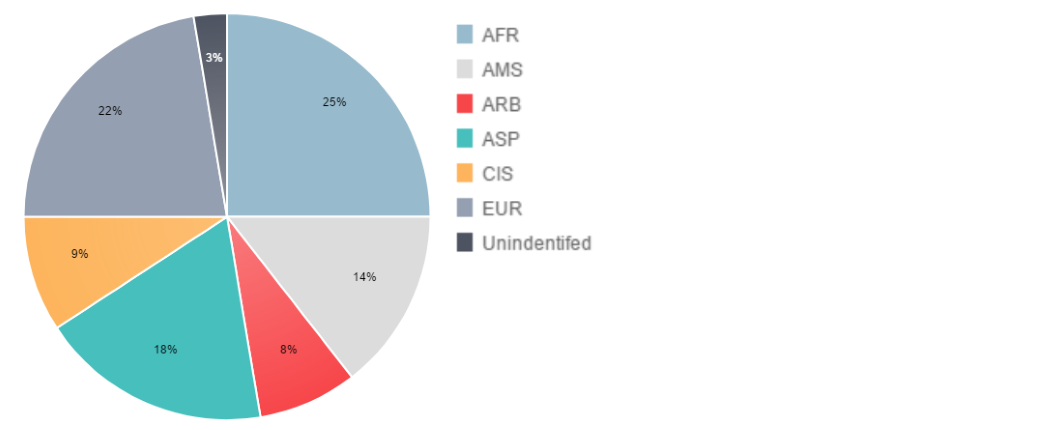 3%
25%
22%
9%
14%
18%
8%
AFR
AMS
ARB
ASP
CIS
EUR
Unindentifed